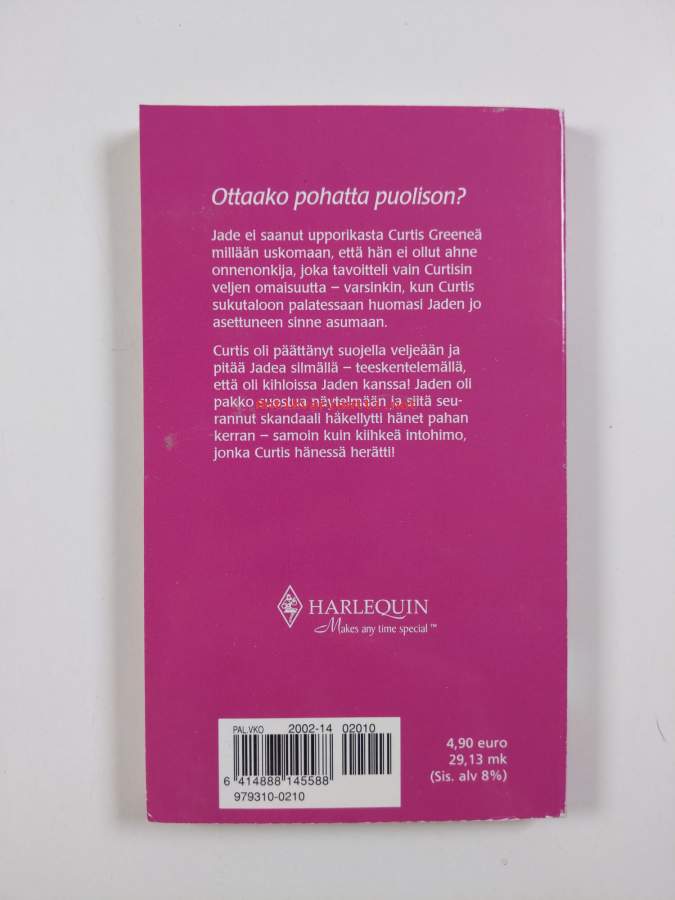 Ottaako pohatta puolison?
Jade ei saanut upporikasta Curtis Greeneä
millään uskomaan, että hän ei ollut ahne
onnenonkija, joka tavoitteli vain Curtisin
veljen omaisuutta – varsinkin, kun Curtis
sukutaloon palatessaan huomasi Jaden jo
asettuneen sinne asumaan.
Curtis oli päättänyt suojella veljeään ja
pitää Jadea silmällä – teeskentelemällä,
että oli kihloissa Jaden kanssa! Jaden oli
pakko suostua näytelmään ja siitä seu-
rannut skandaali häkellytti hänet pahan
kerran – samoin kuin kiihkeä intohimo,
jonka Curtis hänessä herätti!
HARLEQUIN
Makes any time special™
PAL.VKO 2002-14 02010
6 414888 145588
979310-0210
4,90 euro
29,13 mk
(Sis. alv 8%)